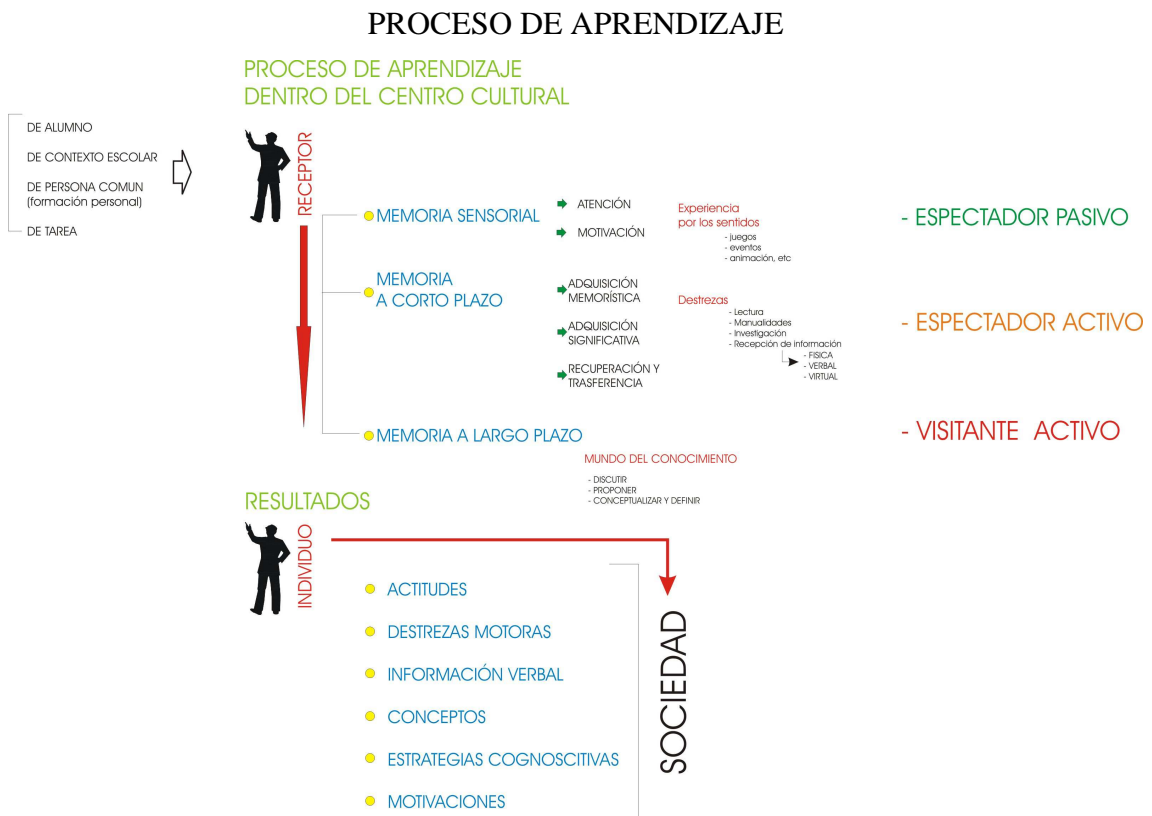 PROCESO DE APRENDIZAJE
PROCESO DE APRENDIZAJE
DENTRO DEL CENTRO CULTURAL
DE ALUMNO
DE CONTEXTO ESCOLAR
DE PERSONA COMUN
(formación personal)
DE TAREA
RECEPTOR
MEMORIA SENSORIAL
ATENCIÓN
MOTIVACIÓN
Experiencia
por los sentidos
- juegos
- eventos
- animación, etc
- ESPECTADOR PASIVO
MEMORIA
A CORTO PLAZO
ADQUISICIÓN
MEMORÍSTICA
ADQUISICIÓN
SIGNIFICATIVA
RECUPERACIÓN Y
TRASFERENCIA
Destrezas
- Lectura
- Manualidades
- Investigación
- Recepción de información
- FISICA
- VERBAL
- VIRTUAL
- ESPECTADOR ACTIVO
MEMORIA A LARGO PLAZO
MUNDO DEL CONOCIMIENTO
- DISCUTIR
- PROPONER
- CONCEPTUALIZAR Y DEFINIR
- VISITANTE ACTIVO
RESULTADOS
INDIVIDUO
ACTITUDES
DESTREZAS MOTORAS
INFORMACIÓN VERBAL
CONCEPTOS
ESTRATEGIAS COGNOSCITIVAS
MOTIVACIONES
SOCIEDAD